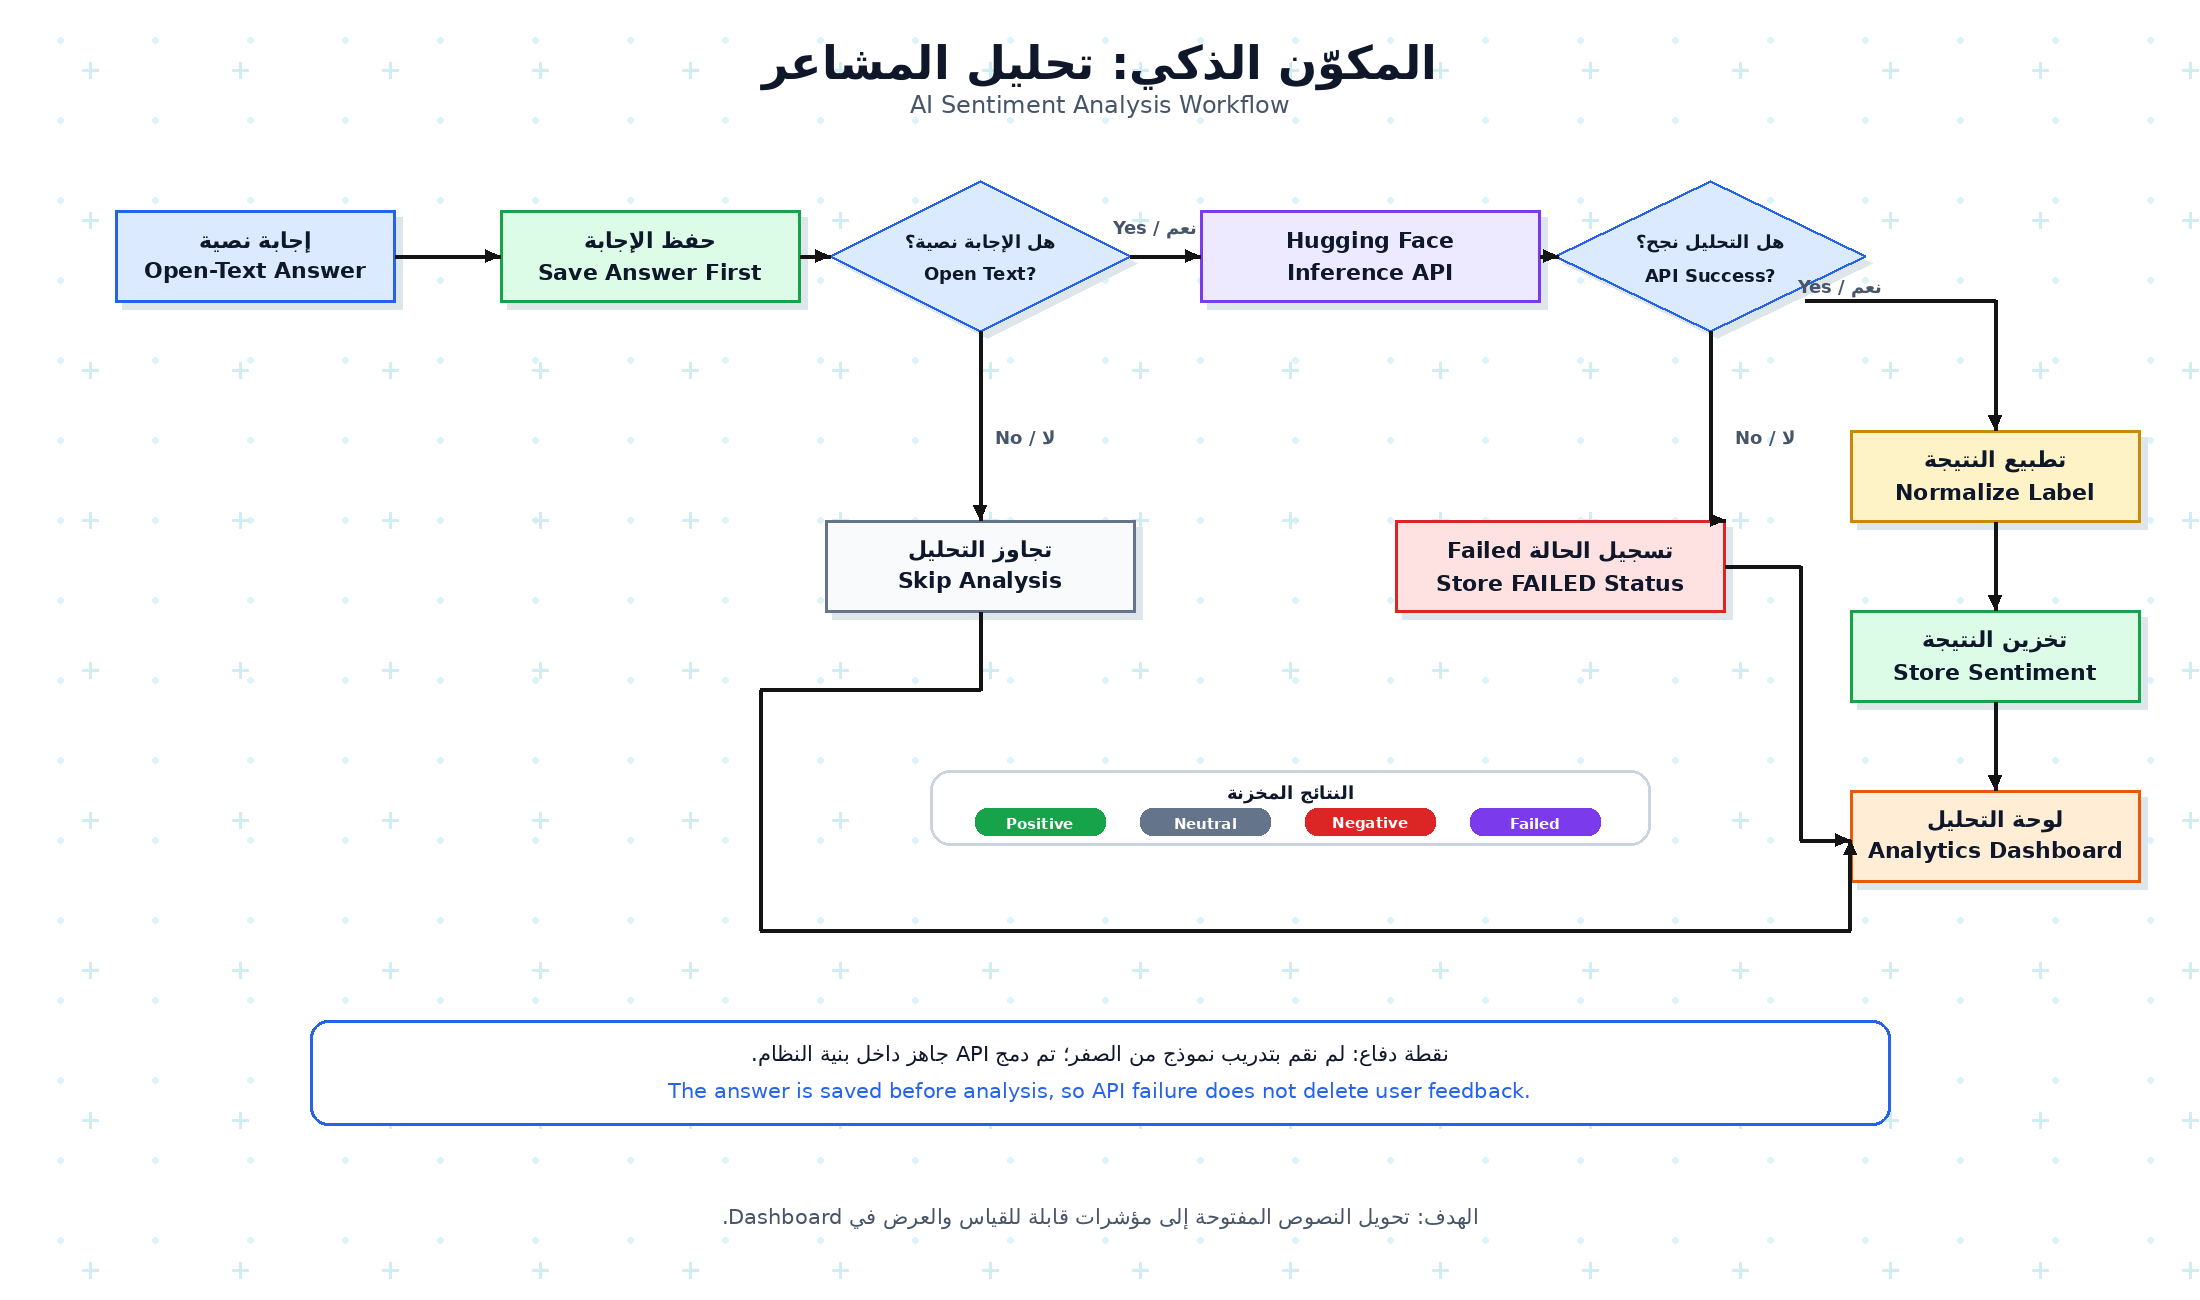 المكوّن الذكي: تحليل المشاعر
AI Sentiment Analysis Workflow
إجابة نصية
Open-Text Answer
حفظ الإجابة
Save Answer First
هل الإجابة نصية؟
Open Text?
Yes / نعم
Hugging Face
Inference API
هل التحليل نجح؟
API Success?
Yes / نعم
No / لا
No / لا
تطبيع النتيجة
Normalize Label
تجاوز التحليل
Skip Analysis
تسجيل الحالة Failed
Store FAILED Status
تخزين النتيجة
Store Sentiment
النتائج المخزنة
Positive
Neutral
Negative
Failed
لوحة التحليل
Analytics Dashboard
نقطة دفاع: لم نقم بتدريب نموذج من الصفر؛ تم دمج API جاهز داخل بنية النظام.
The answer is saved before analysis, so API failure does not delete user feedback.
الهدف: تحويل النصوص المفتوحة إلى مؤشرات قابلة للقياس والعرض في Dashboard.